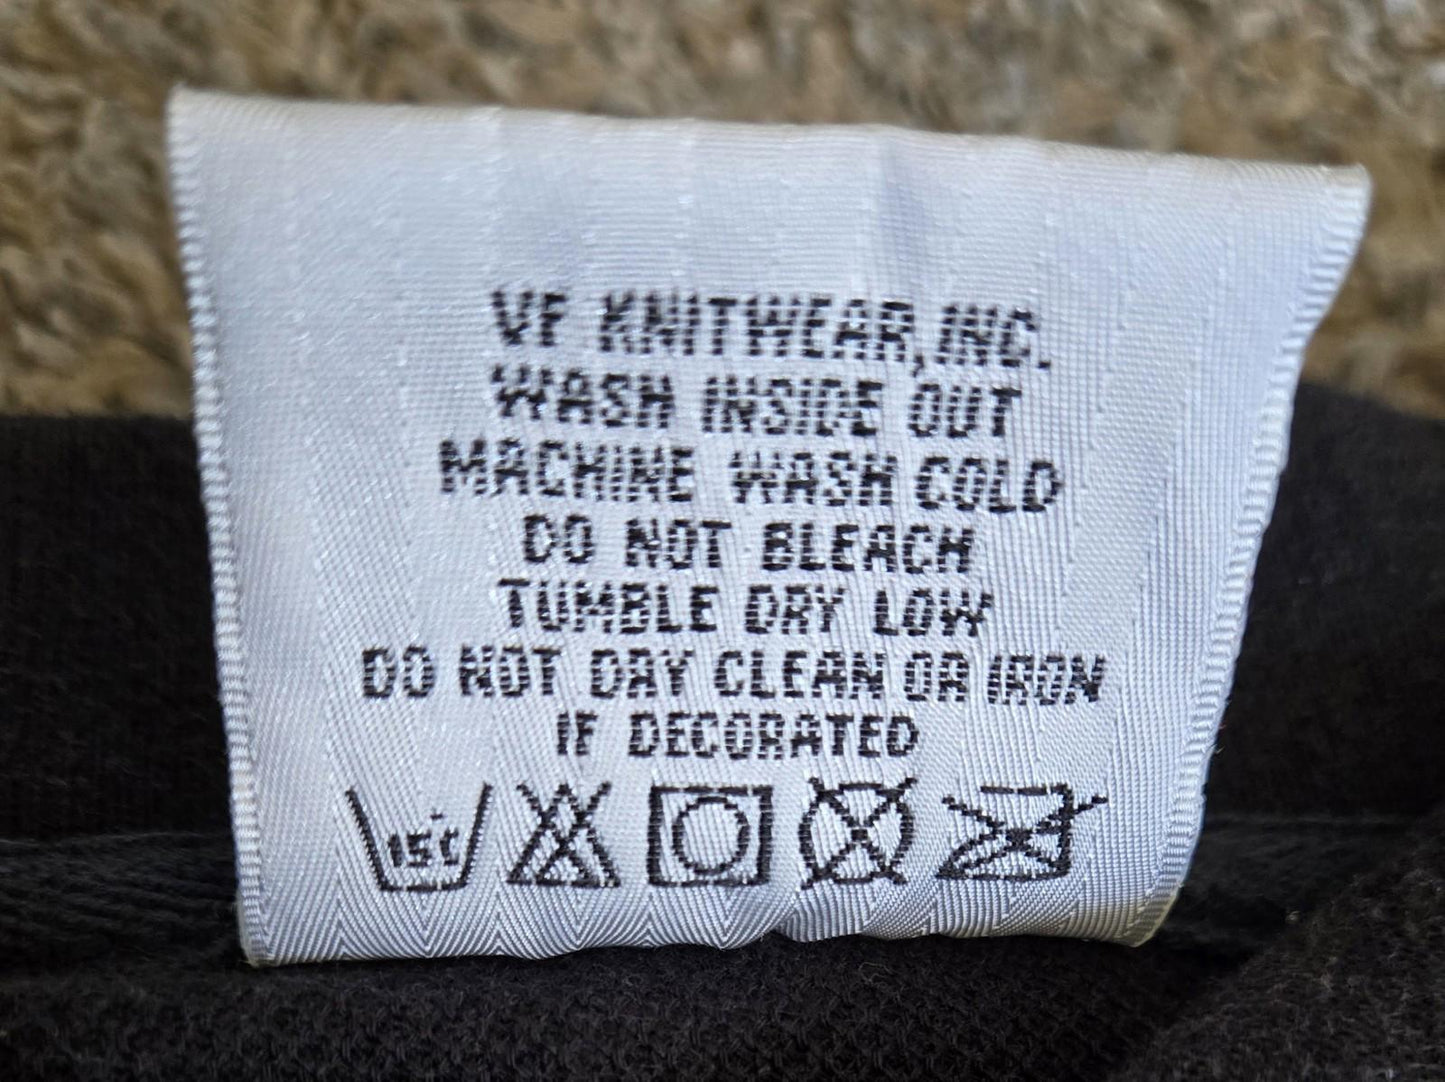 VF KNITWEAR,INC.
WASH INSIDE OUT
MACHINE WASH COLD
DO NOT BLEACH
TUMBLE DRY LOW
DO NOT DRY CLEAN OR IRON
IF DECORATED
15°C